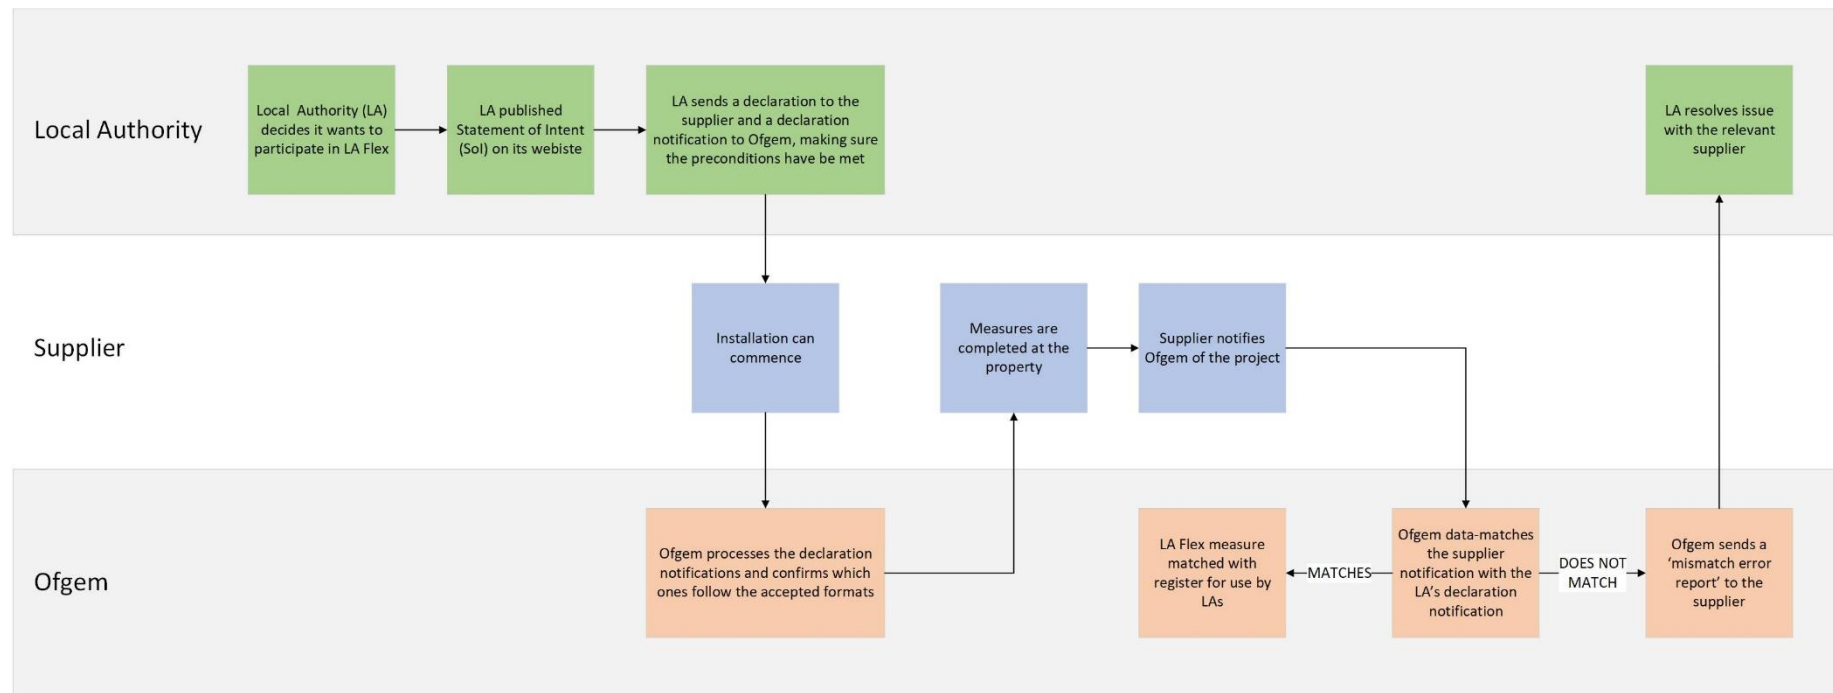 Local Authority
Local Authority (LA)
decides it wants to
participate in LA Flex
LA published
Statement of Intent
(SoI) on its webiste
LA sends a declaration to the
supplier and a declaration
notification to Ofgem, making sure
the preconditions have be met
LA resolves issue
with the relevant
supplier
Supplier
Installation can
commence
Measures are
completed at the
property
Supplier notifies
Ofgem of the project
Ofgem
Ofgem processes the declaration
notifications and confirms which
ones follow the accepted formats
LA Flex measure
matched with
register for use by
LAs
MATCHES
Ofgem data-matches
the supplier
notification with the
LA’s declaration
notification
DOES NOT
MATCH
Ofgem sends a
‘mismatch error
report’ to the
supplier